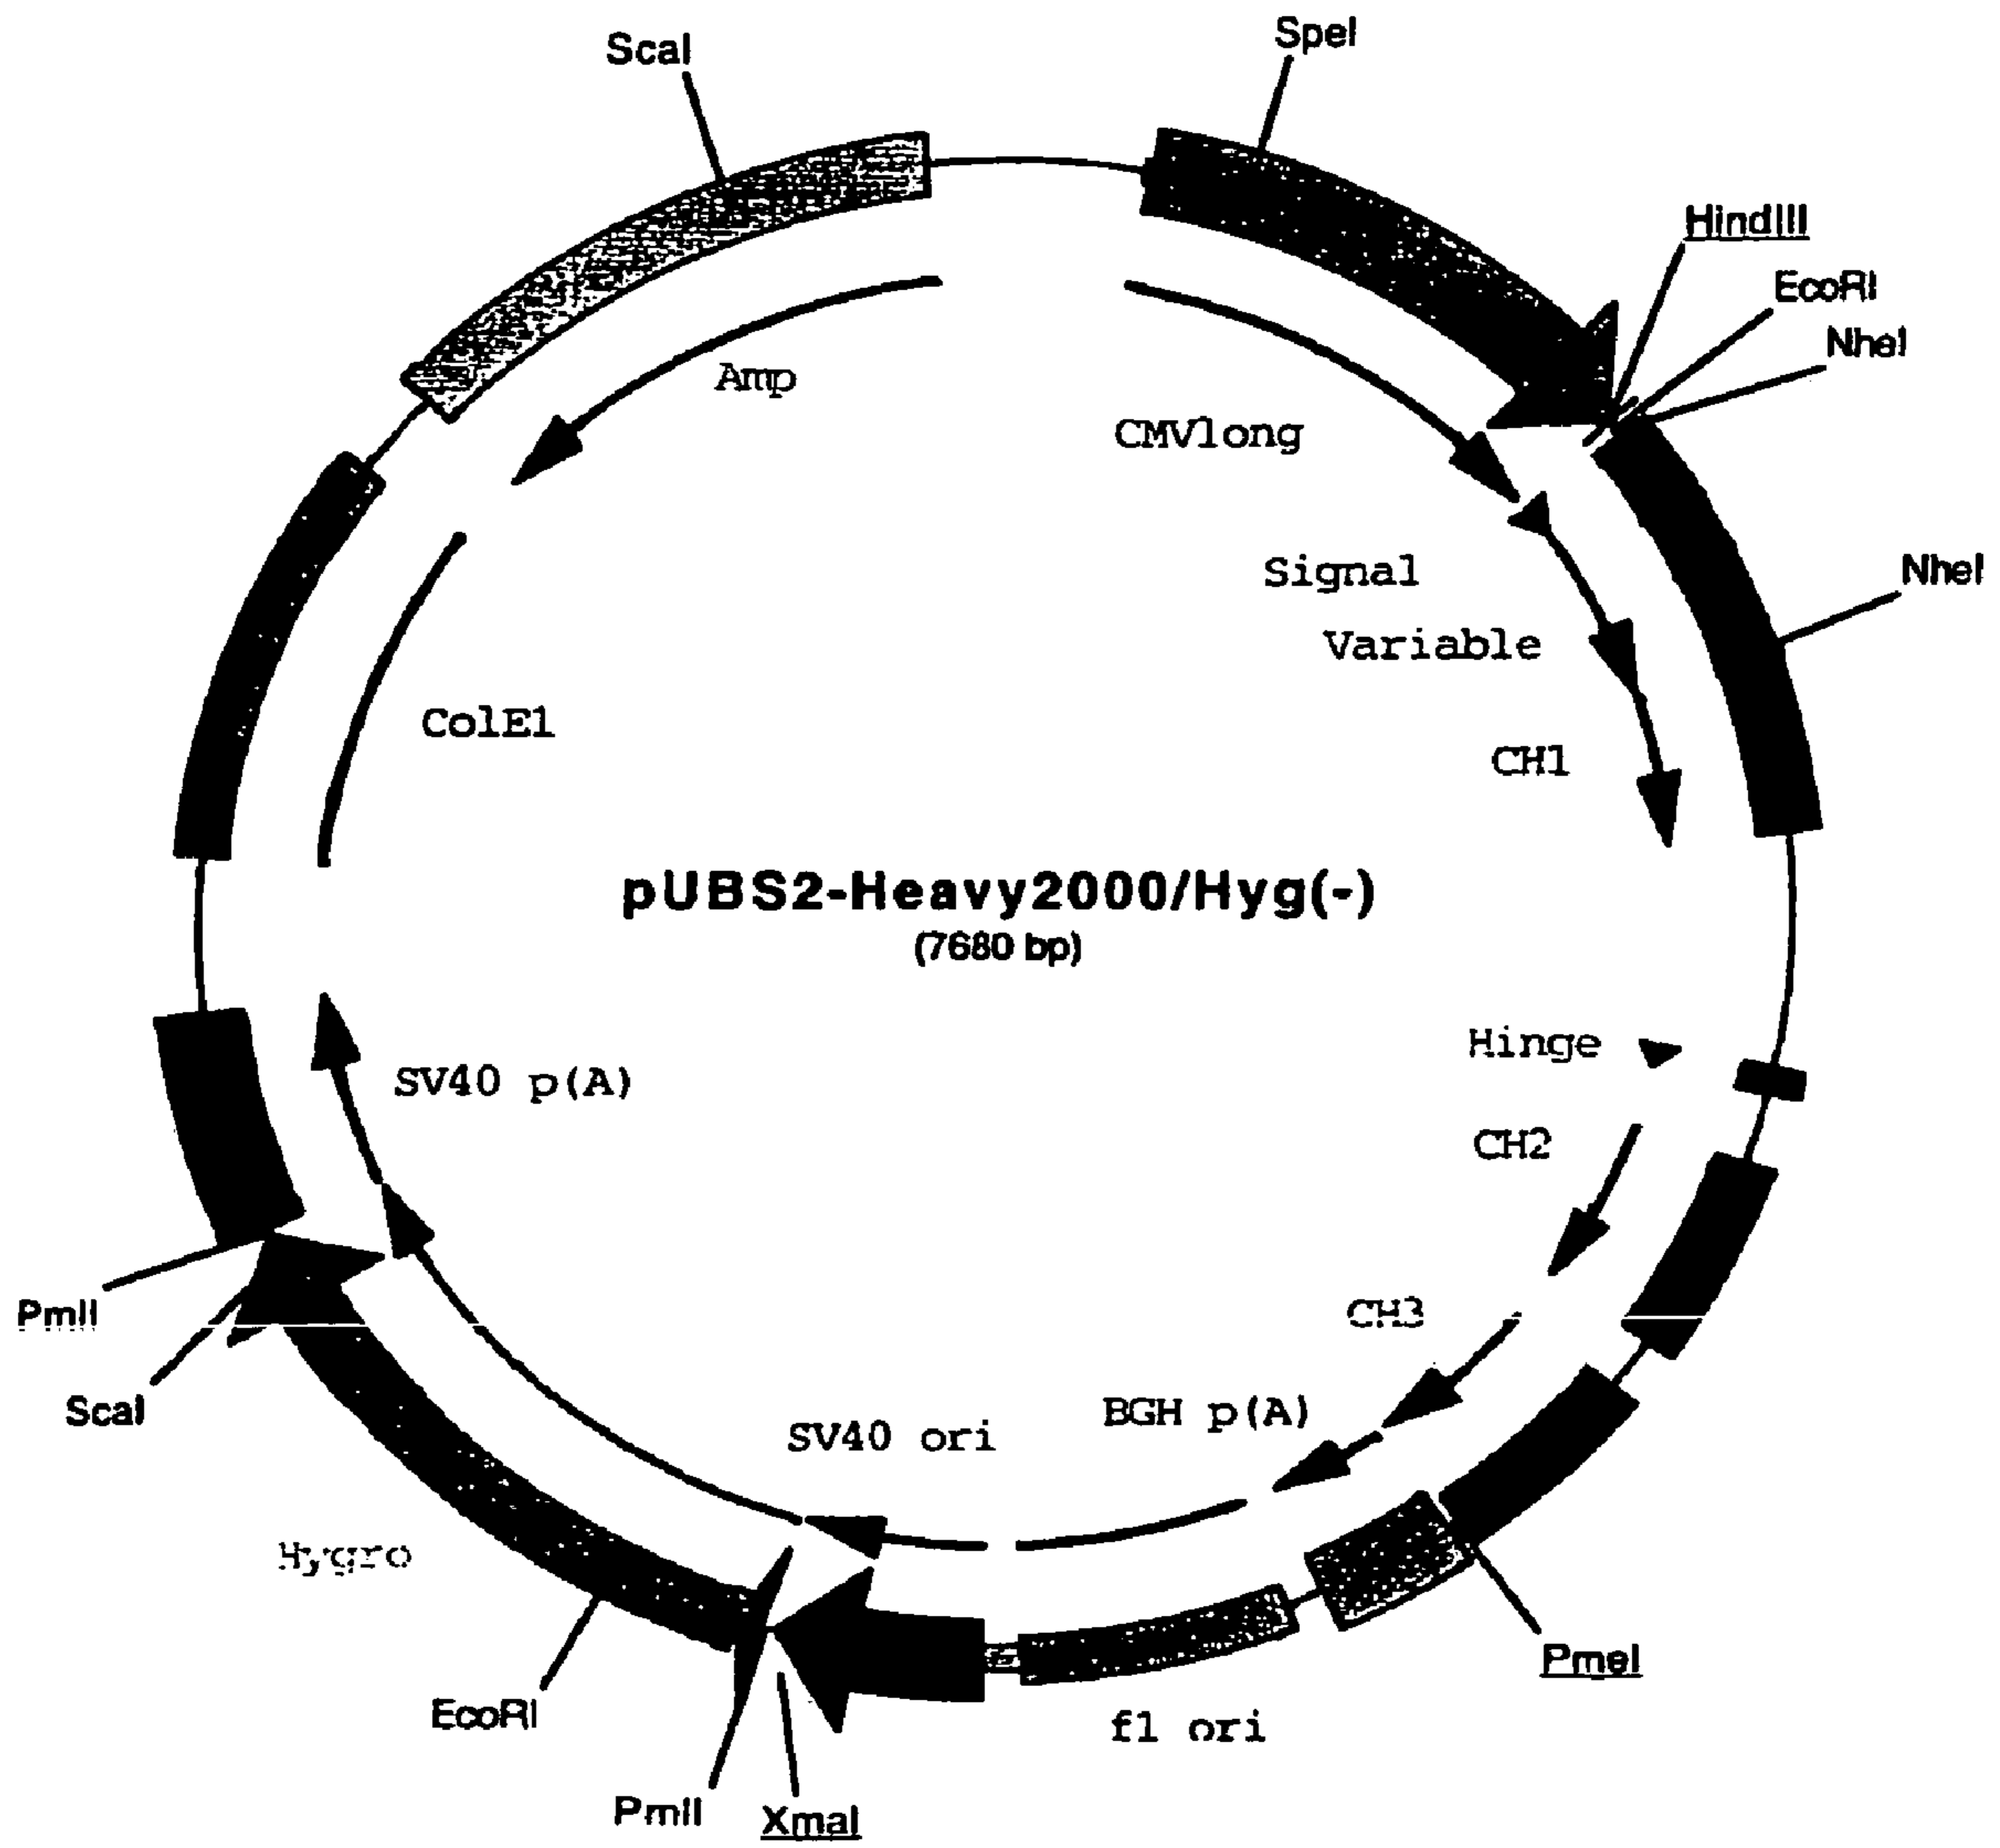 ScaI
SpeI
HindIII
EcoRI
NheI
Amp
CMVlong
Signal
NheI
Variable
ColE1
CH1
pUBS2-Heavy2000/Hyg(-)
(7680 bp)
Hinge
SV40 p(A)
CH2
PmlI
CH3
ScaI
BGH p(A)
SV40 ori
Hygro
PmeI
EcoRI
f1 ori
PmlI
XmaI